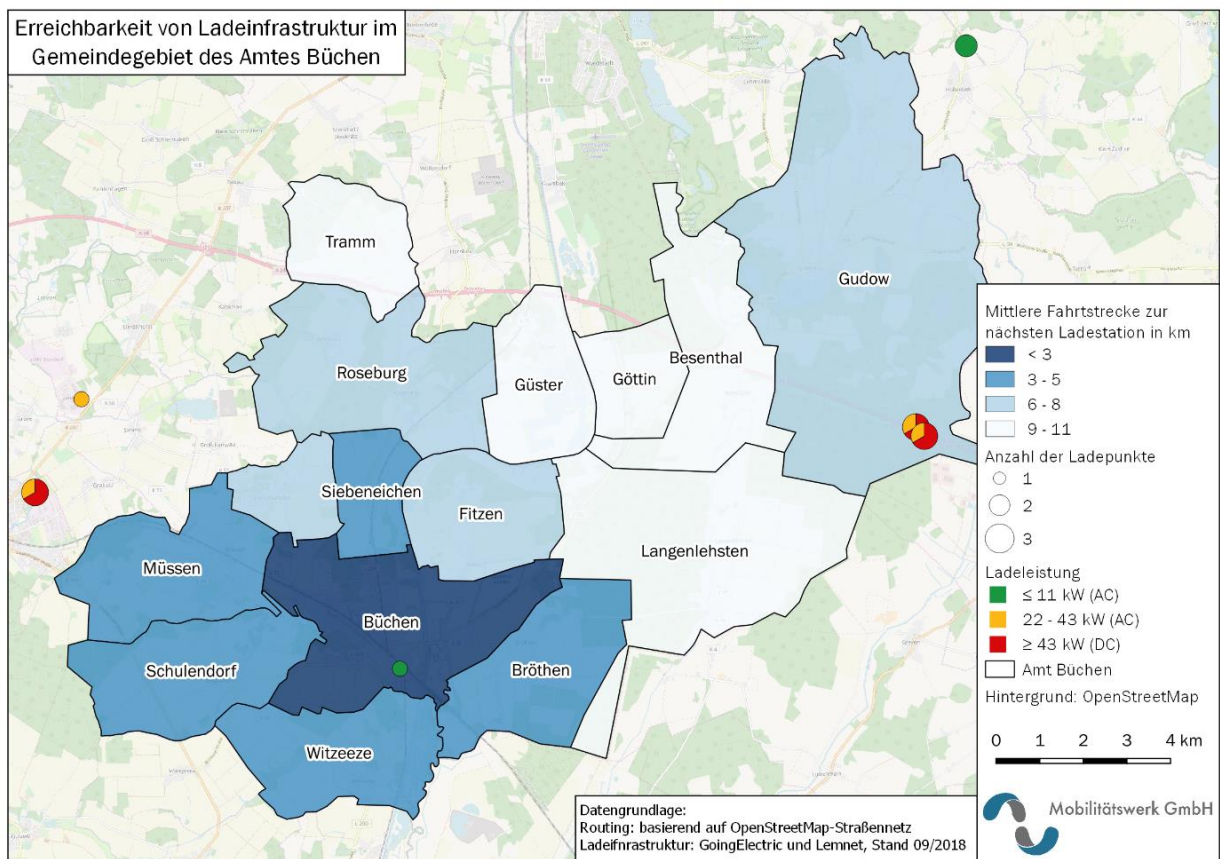 Erreichbarkeit von Ladeinfrastruktur im
Gemeindegebiet des Amtes Büchen
Tramm
Gudow
Roseburg
Güster
Göttin
Besenthal
Siebeneichen
Fitzen
Langenlehsten
Müssen
Büchen
Schulendorf
Bröthen
Witzeeze
Mittlere Fahrtstrecke zur
nächsten Ladestation in km
< 3
3 - 5
6 - 8
9 - 11
Anzahl der Ladepunkte
1
2
3
Ladeleistung
≤ 11 kW (AC)
22 - 43 kW (AC)
≥ 43 kW (DC)
Amt Büchen
Hintergrund: OpenStreetMap
0 1 2 3 4 km
Mobilitätswerk GmbH
Datengrundlage:
Routing: basierend auf OpenStreetMap-Straßennetz
Ladeifnrastruktur: GoingElectric und Lemnet, Stand 09/2018